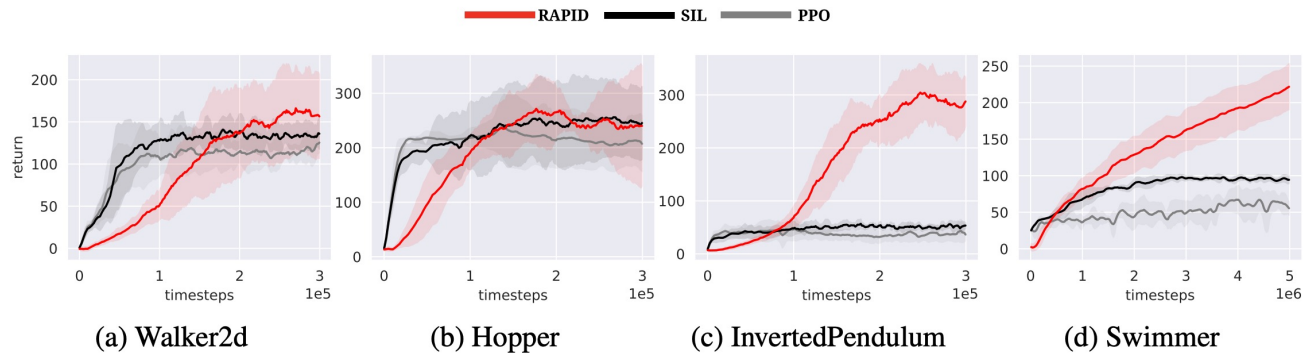 RAPID SIL PPO
return
200
150
100
50
0
0 1 2 3
timesteps 1e5
(a) Walker2d
300
200
100
0
0 1 2 3
timesteps 1e5
(b) Hopper
300
200
100
0
0 1 2 3
timesteps 1e5
(c) InvertedPendulum
250
200
150
100
50
0
0 1 2 3 4 5
timesteps 1e6
(d) Swimmer